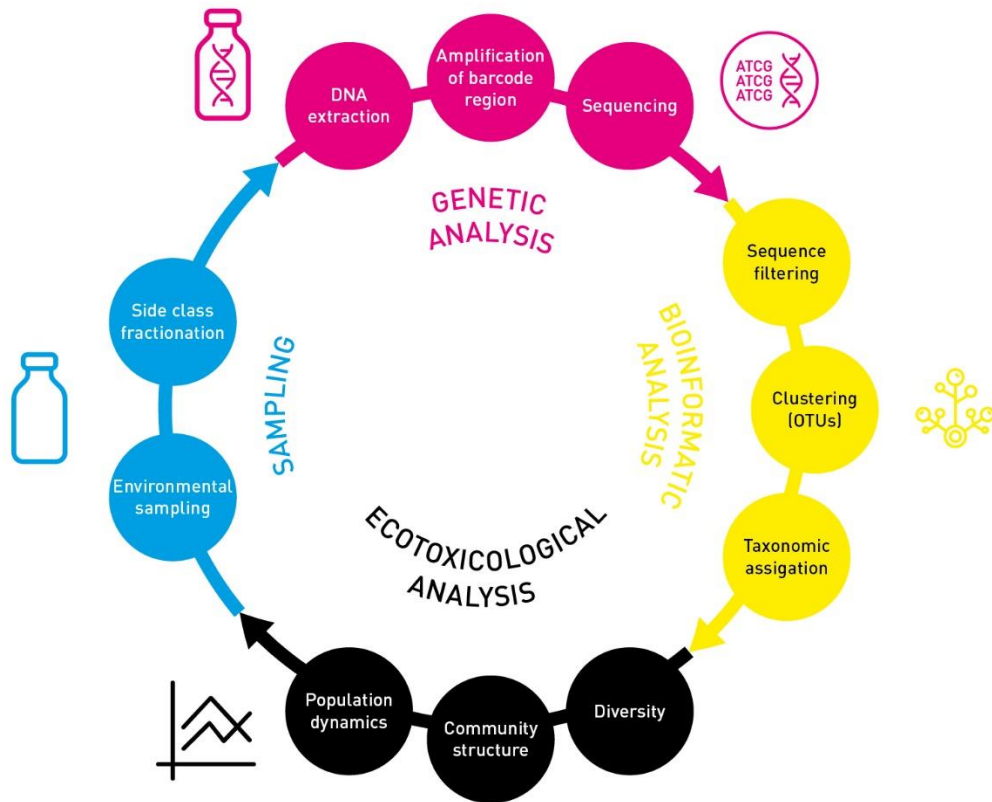 DNA
extraction
Amplification
of barcode
region
Sequencing
ATCG
ATCG
ATCG
GENETIC
ANALYSIS
Sequence
filtering
Clustering
(OTUs)
Taxonomic
assigation
BIOINFORMATIC
ANALYSIS
Diversity
Community
structure
Population
dynamics
ECOTOXICOLOGICAL
ANALYSIS
Environmental
sampling
Side class
fractionation
SAMPLING